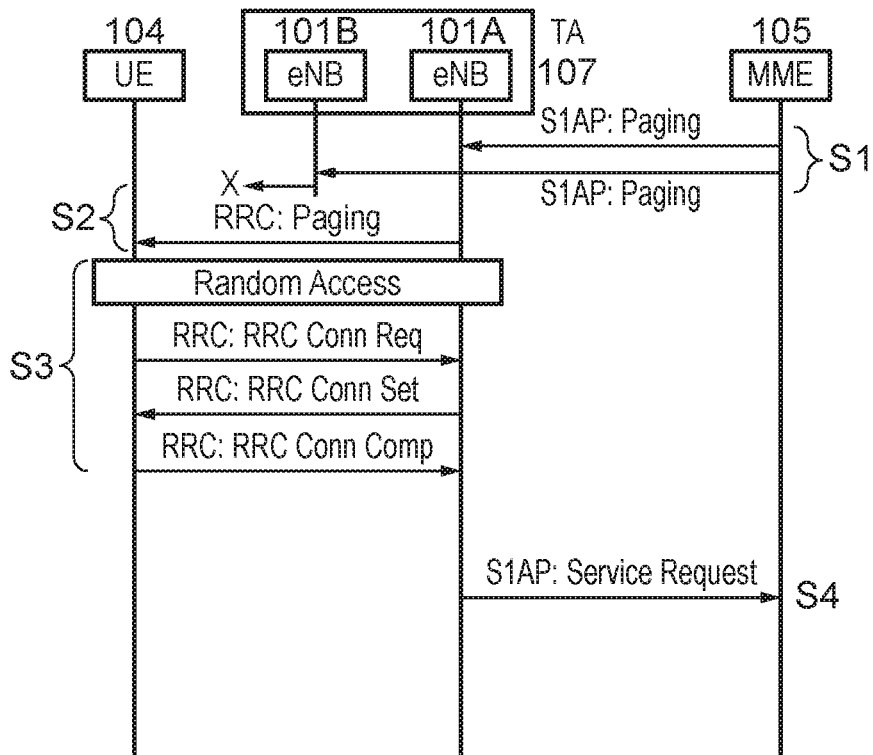 104 101B 101A TA 105
UE eNB eNB 107 MME
S1AP: Paging
S1
X
S1AP: Paging
S2
RRC: Paging
Random Access
RRC: RRC Conn Req
S3
RRC: RRC Conn Set
RRC: RRC Conn Comp
S1AP: Service Request
S4